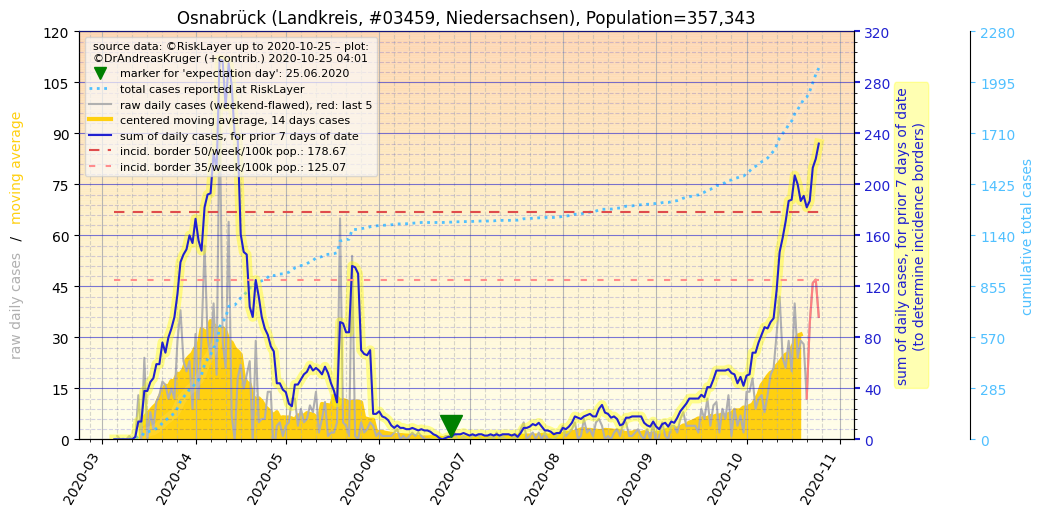 Osnabrück (Landkreis, #03459, Niedersachsen), Population=357,343
source data: ©RiskLayer up to 2020-10-25 – plot:
©DrAndreasKruger (+contrib.) 2020-10-25 04:01
marker for 'expectation day': 25.06.2020
total cases reported at RiskLayer
raw daily cases (weekend-flawed), red: last 5
centered moving average, 14 days cases
sum of daily cases, for prior 7 days of date
incid. border 50/week/100k pop.: 178.67
incid. border 35/week/100k pop.: 125.07
raw daily cases / moving average
120
105
90
75
60
45
30
15
0
2020-03
2020-04
2020-05
2020-06
2020-07
2020-08
2020-09
2020-10
2020-11
320
280
240
200
160
120
80
40
0
sum of daily cases, for prior 7 days of date
(to determine incidence borders)
2280
1995
1710
1425
1140
855
570
285
0
cumulative total cases